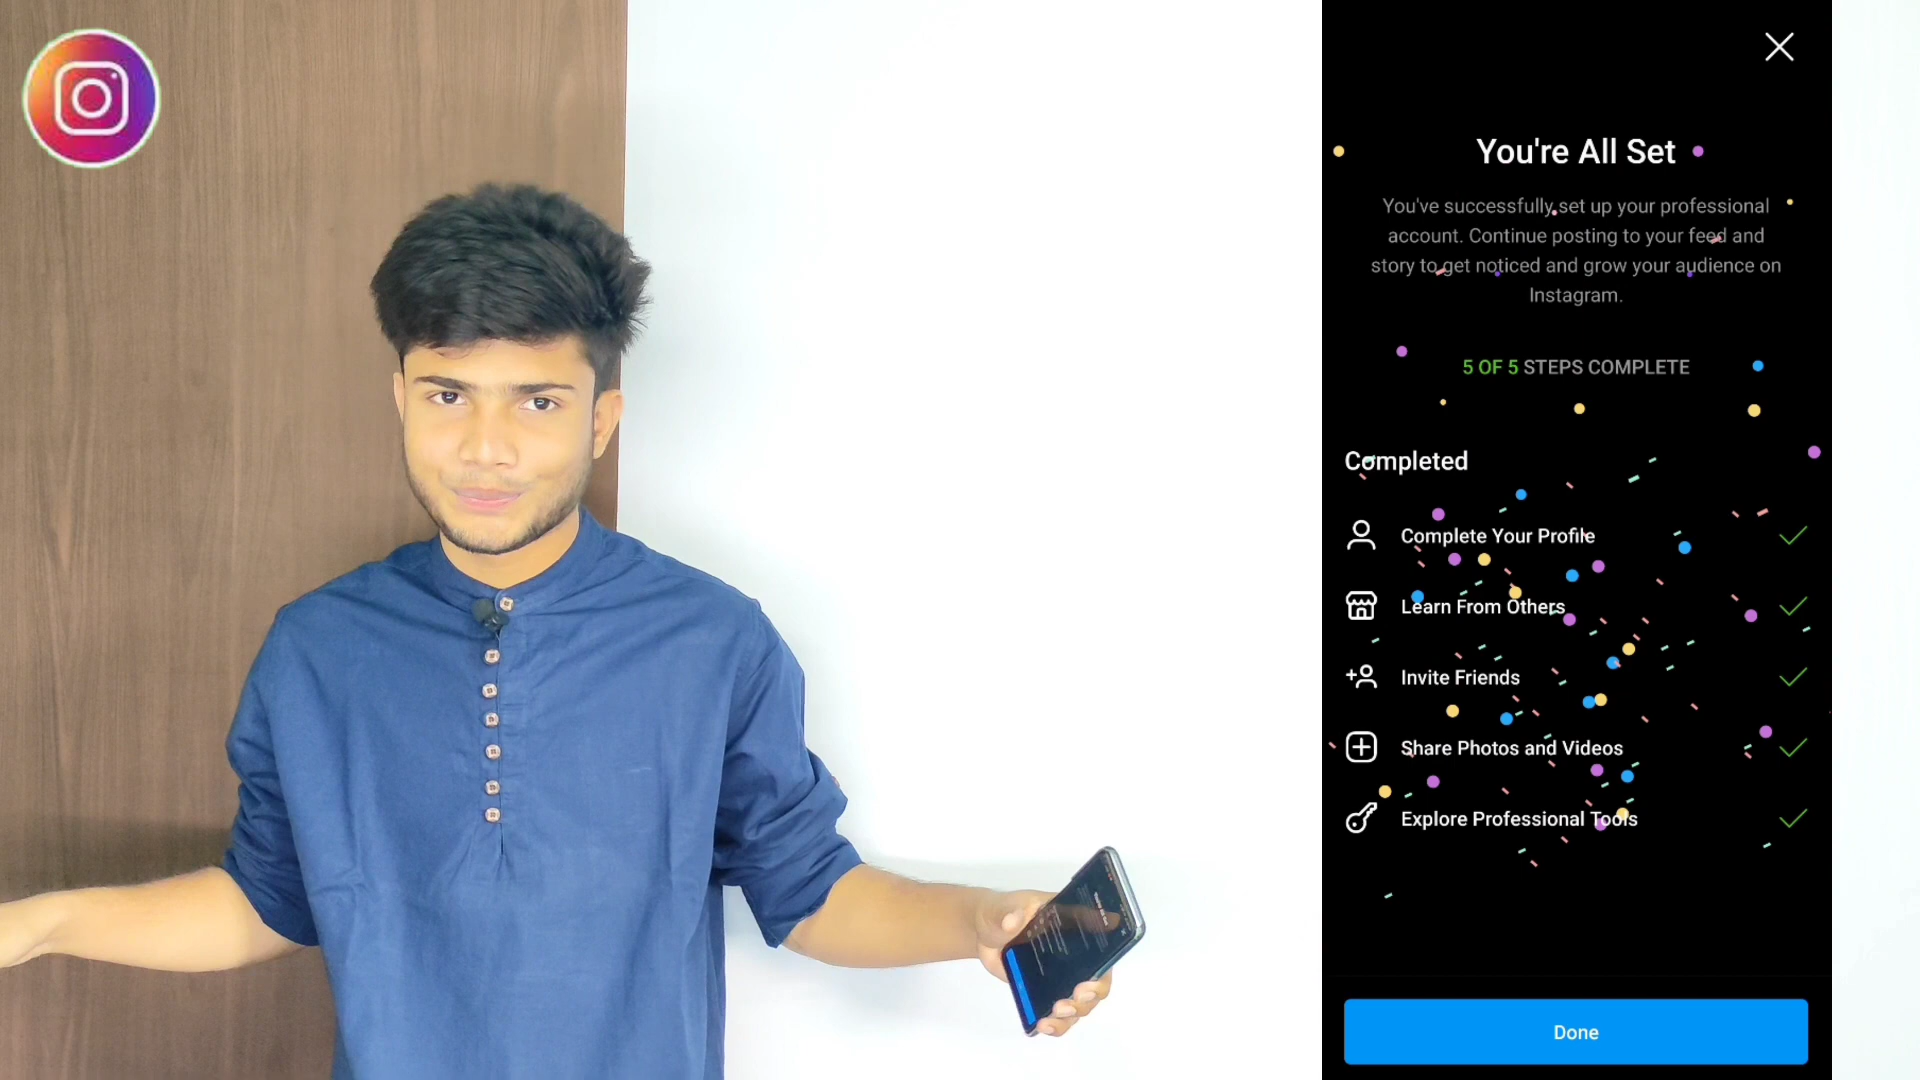 You're All Set
You've successfully set up your professional
account. Continue posting to your feed and
story to get noticed and grow your audience on
Instagram.
5 OF 5 STEPS COMPLETE
Completed
Complete Your Profile
Learn From Others
Invite Friends
Share Photos and Videos
Explore Professional Tools
Done